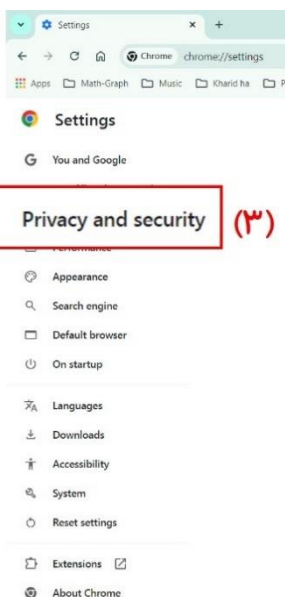 Settings
Chrome chrome://settings
Apps Math-Graph Music Kharid ha
Settings
You and Google
Privacy and security (۳)
Performance
Appearance
Search engine
Default browser
On startup
Languages
Downloads
Accessibility
System
Reset settings
Extensions
About Chrome